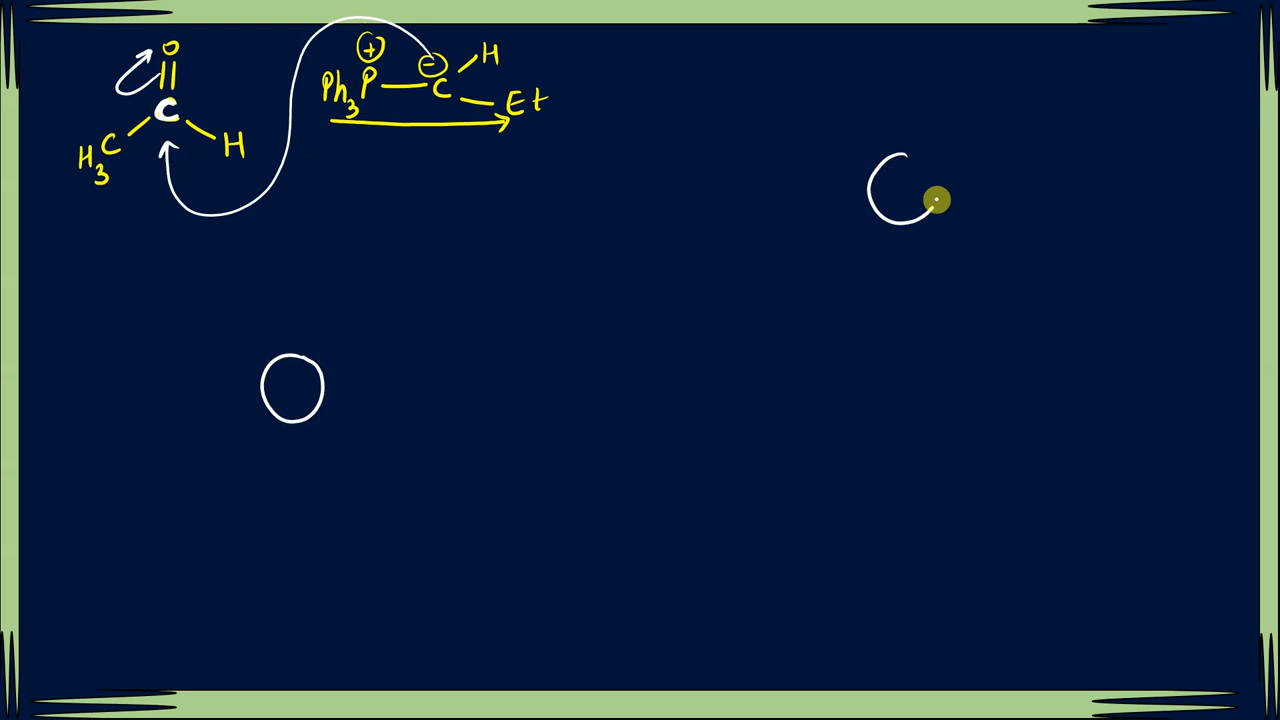 O
||
C
H₃C H
Ph₃P⊕ — C⊖
H
Et